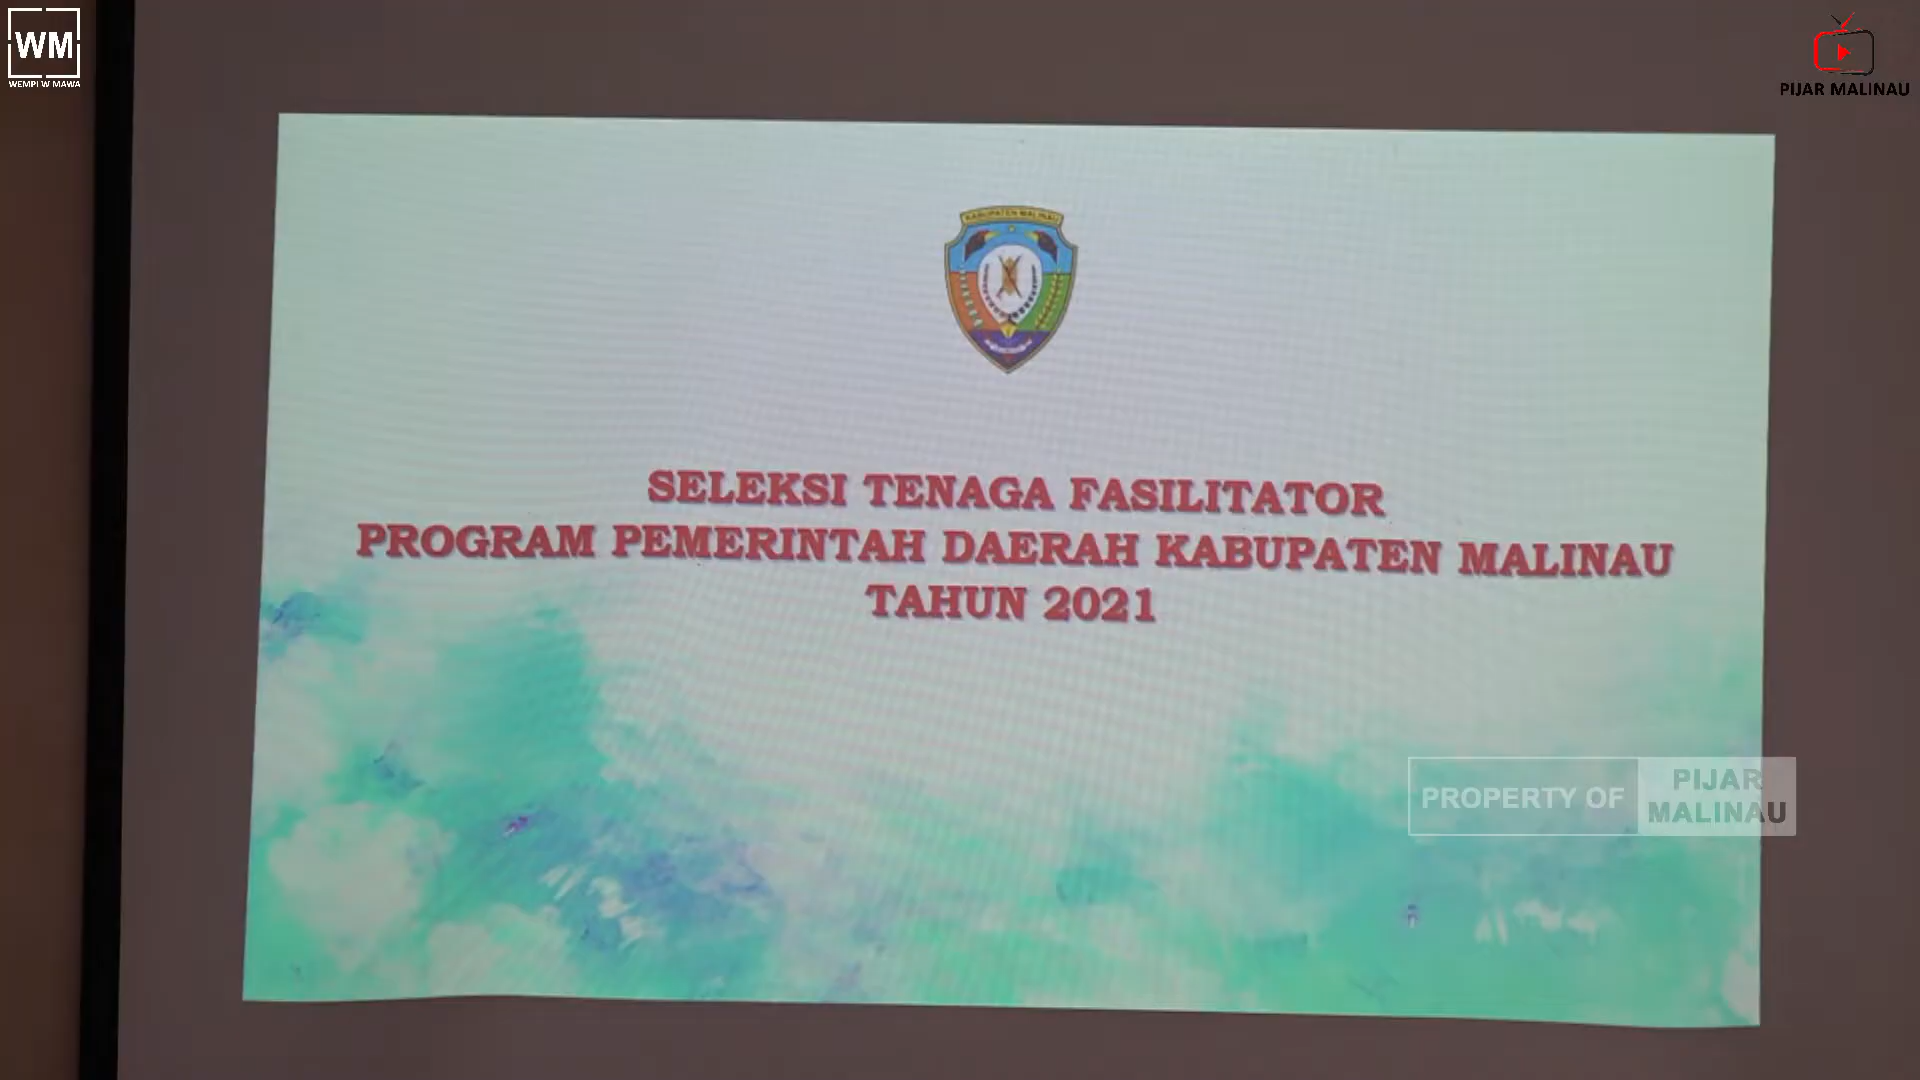 WM
WEMPI W MAWA
PIJAR MALINAU
KABUPATEN MALINAU
SELEKSI TENAGA FASILITATOR
PROGRAM PEMERINTAH DAERAH KABUPATEN MALINAU
TAHUN 2021
PROPERTY OF
PIJAR
MALINAU